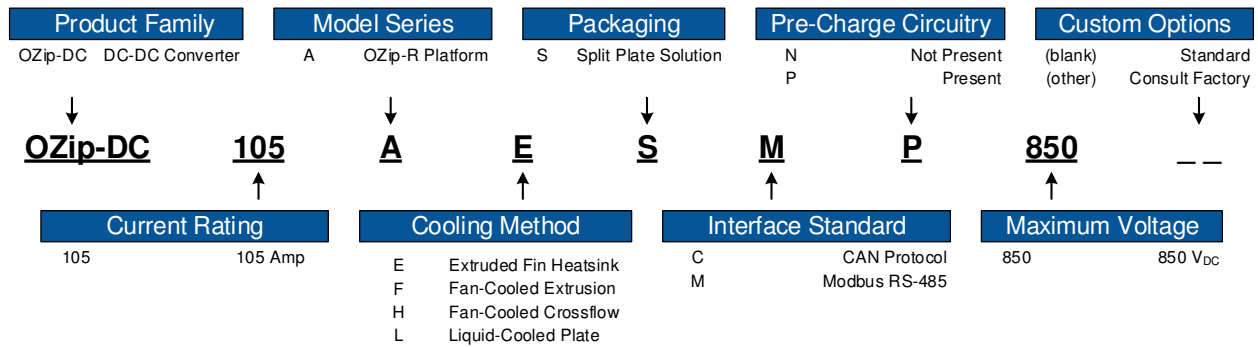 Product Family Model Series Packaging Pre-Charge Circuitry Custom Options
OZip-DC DC-DC Converter A OZip-R Platform S Split Plate Solution N Not Present (blank) Standard
P Present (other) Consult Factory
OZip-DC 105 A E S M P 850 _ _
Current Rating Cooling Method Interface Standard Maximum Voltage
105 105 Amp E Extruded Fin Heatsink C CAN Protocol 850 850 VDC
F Fan-Cooled Extrusion M Modbus RS-485
H Fan-Cooled Crossflow
L Liquid-Cooled Plate